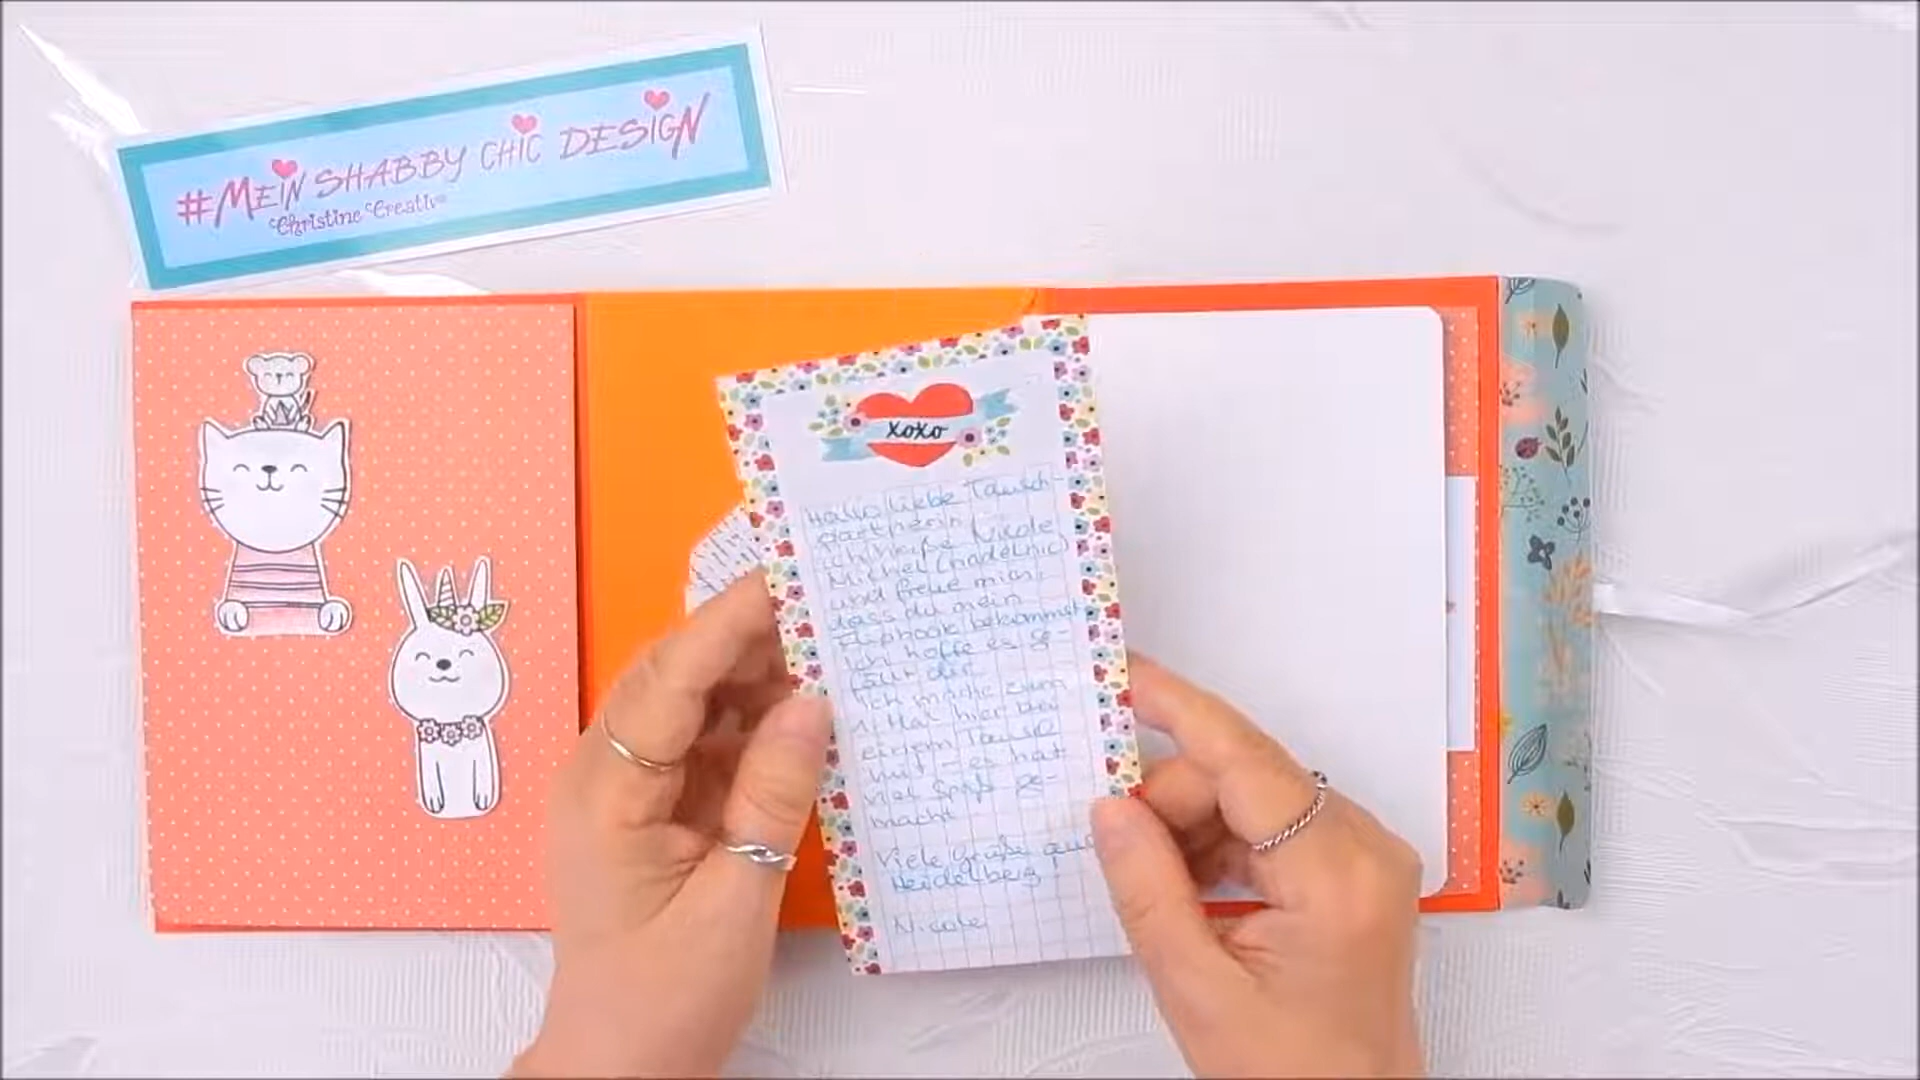 #MEIN SHABBY CHIC DESIGN
Christine Creativ
xoxo
Hallo liebe Tausch-
partnerin
ich heiße Nicole
Michel (nadelnic)
und freue mich,
dass du mein
Flipbook bekommst.
Ich hoffe es ge-
fällt dir.
Ich mache zum
1. Mal hier bei
einem Tausch
mit - es hat
viel Spaß ge-
macht
Viele Grüße aus
Heidelberg!
Nicole